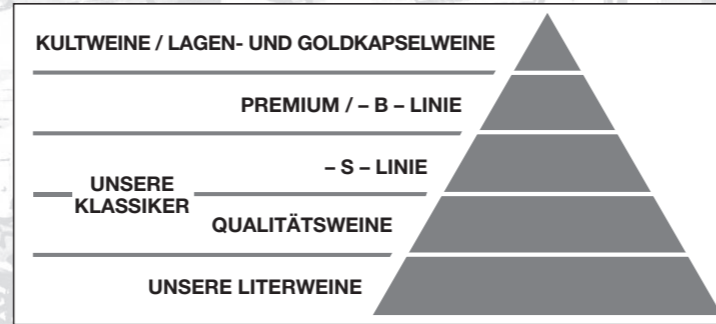 KULTWEINE / LAGEN- UND GOLDKAPSELWEINE
PREMIUM / – B – LINIE
– S – LINIE
UNSERE
KLASSIKER
QUALITÄTSWEINE
UNSERE LITERWEINE